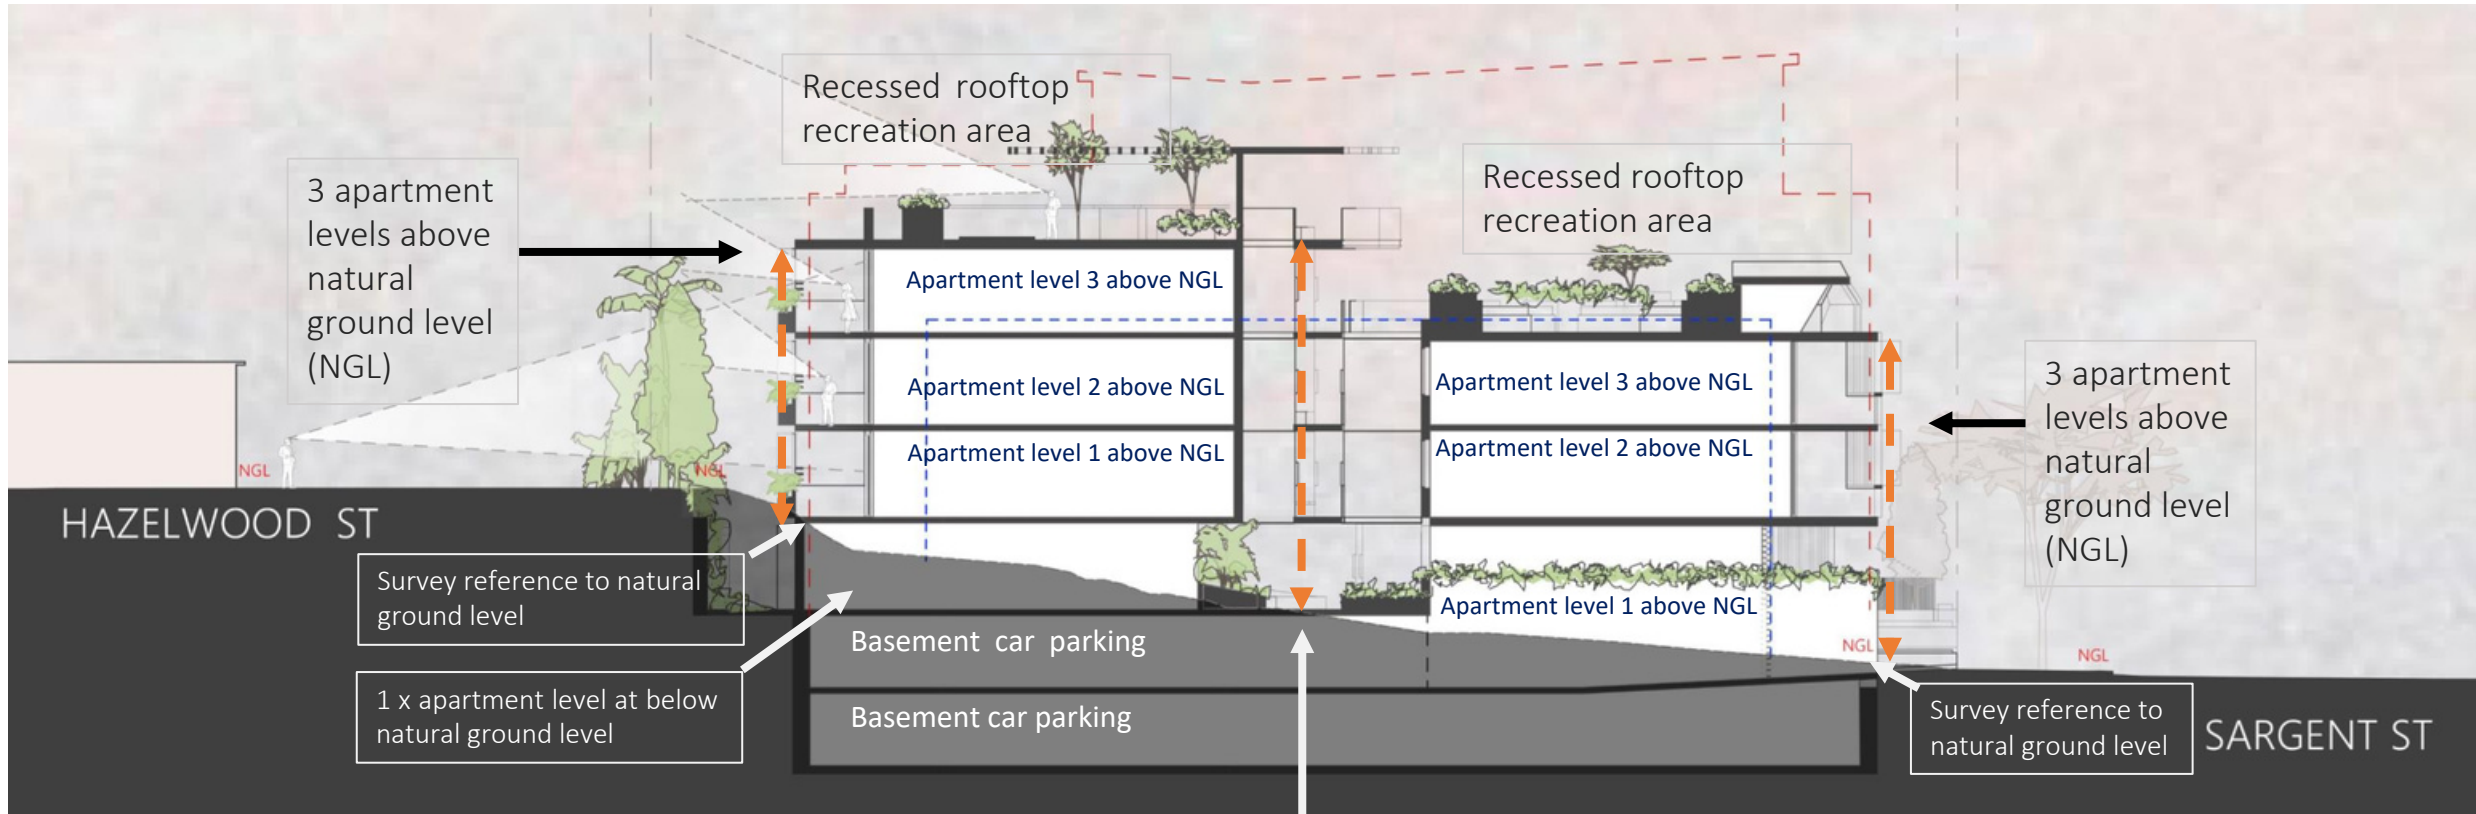 Recessed rooftop
recreation area
3 apartment
levels above
natural
ground level
(NGL)
Recessed rooftop
recreation area
Apartment level 3 above NGL
Apartment level 2 above NGL
Apartment level 1 above NGL
Apartment level 3 above NGL
Apartment level 2 above NGL
Apartment level 1 above NGL
3 apartment
levels above
natural
ground level
(NGL)
NGL
NGL
HAZELWOOD ST
Survey reference to natural
ground level
1 x apartment level at below
natural ground level
Basement car parking
Basement car parking
NGL
NGL
Survey reference to
natural ground level
SARGENT ST